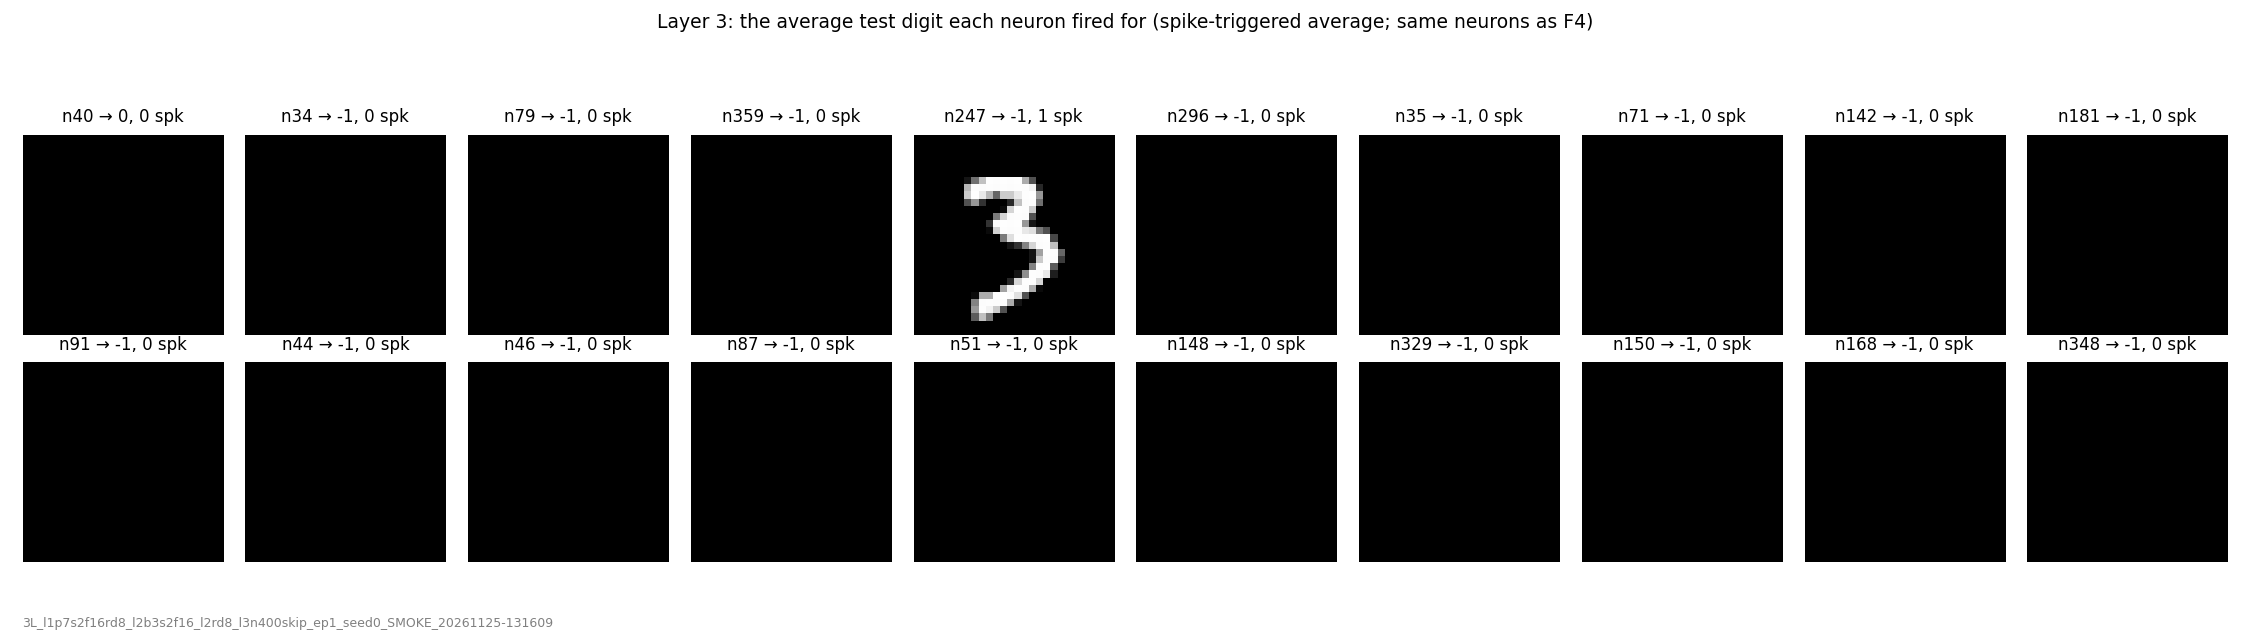 Layer 3: the average test digit each neuron fired for (spike-triggered average; same neurons as F4)
n40 → 0, 0 spk
n34 → -1, 0 spk
n79 → -1, 0 spk
n359 → -1, 0 spk
n247 → -1, 1 spk
n296 → -1, 0 spk
n35 → -1, 0 spk
n71 → -1, 0 spk
n142 → -1, 0 spk
n181 → -1, 0 spk
3
n91 → -1, 0 spk
n44 → -1, 0 spk
n46 → -1, 0 spk
n87 → -1, 0 spk
n51 → -1, 0 spk
n148 → -1, 0 spk
n329 → -1, 0 spk
n150 → -1, 0 spk
n168 → -1, 0 spk
n348 → -1, 0 spk
3L_l1p7s2f16rd8_l2b3s2f16_l2rd8_l3n400skip_ep1_seed0_SMOKE_20261125-131609